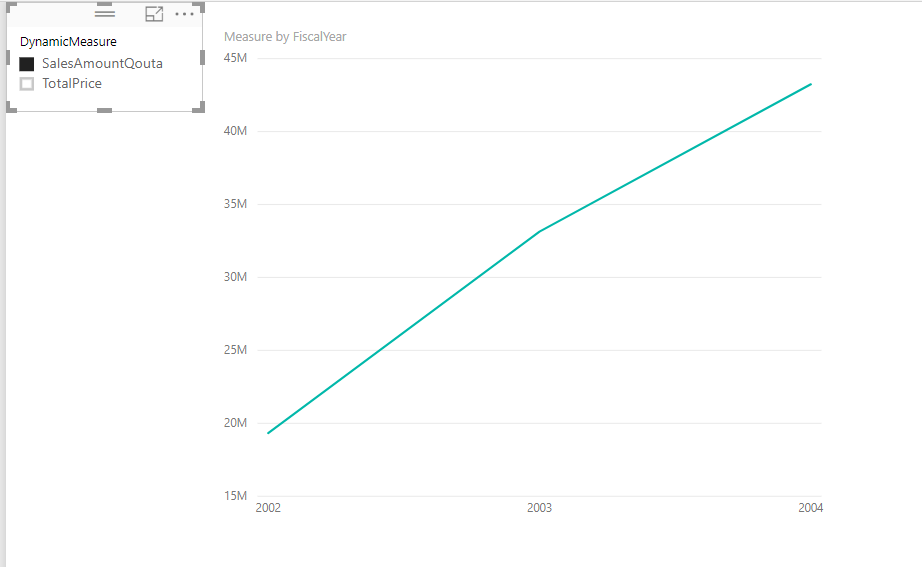 DynamicMeasure
SalesAmountQouta
TotalPrice
Measure by FiscalYear
45M
40M
35M
30M
25M
20M
15M
2002 2003 2004